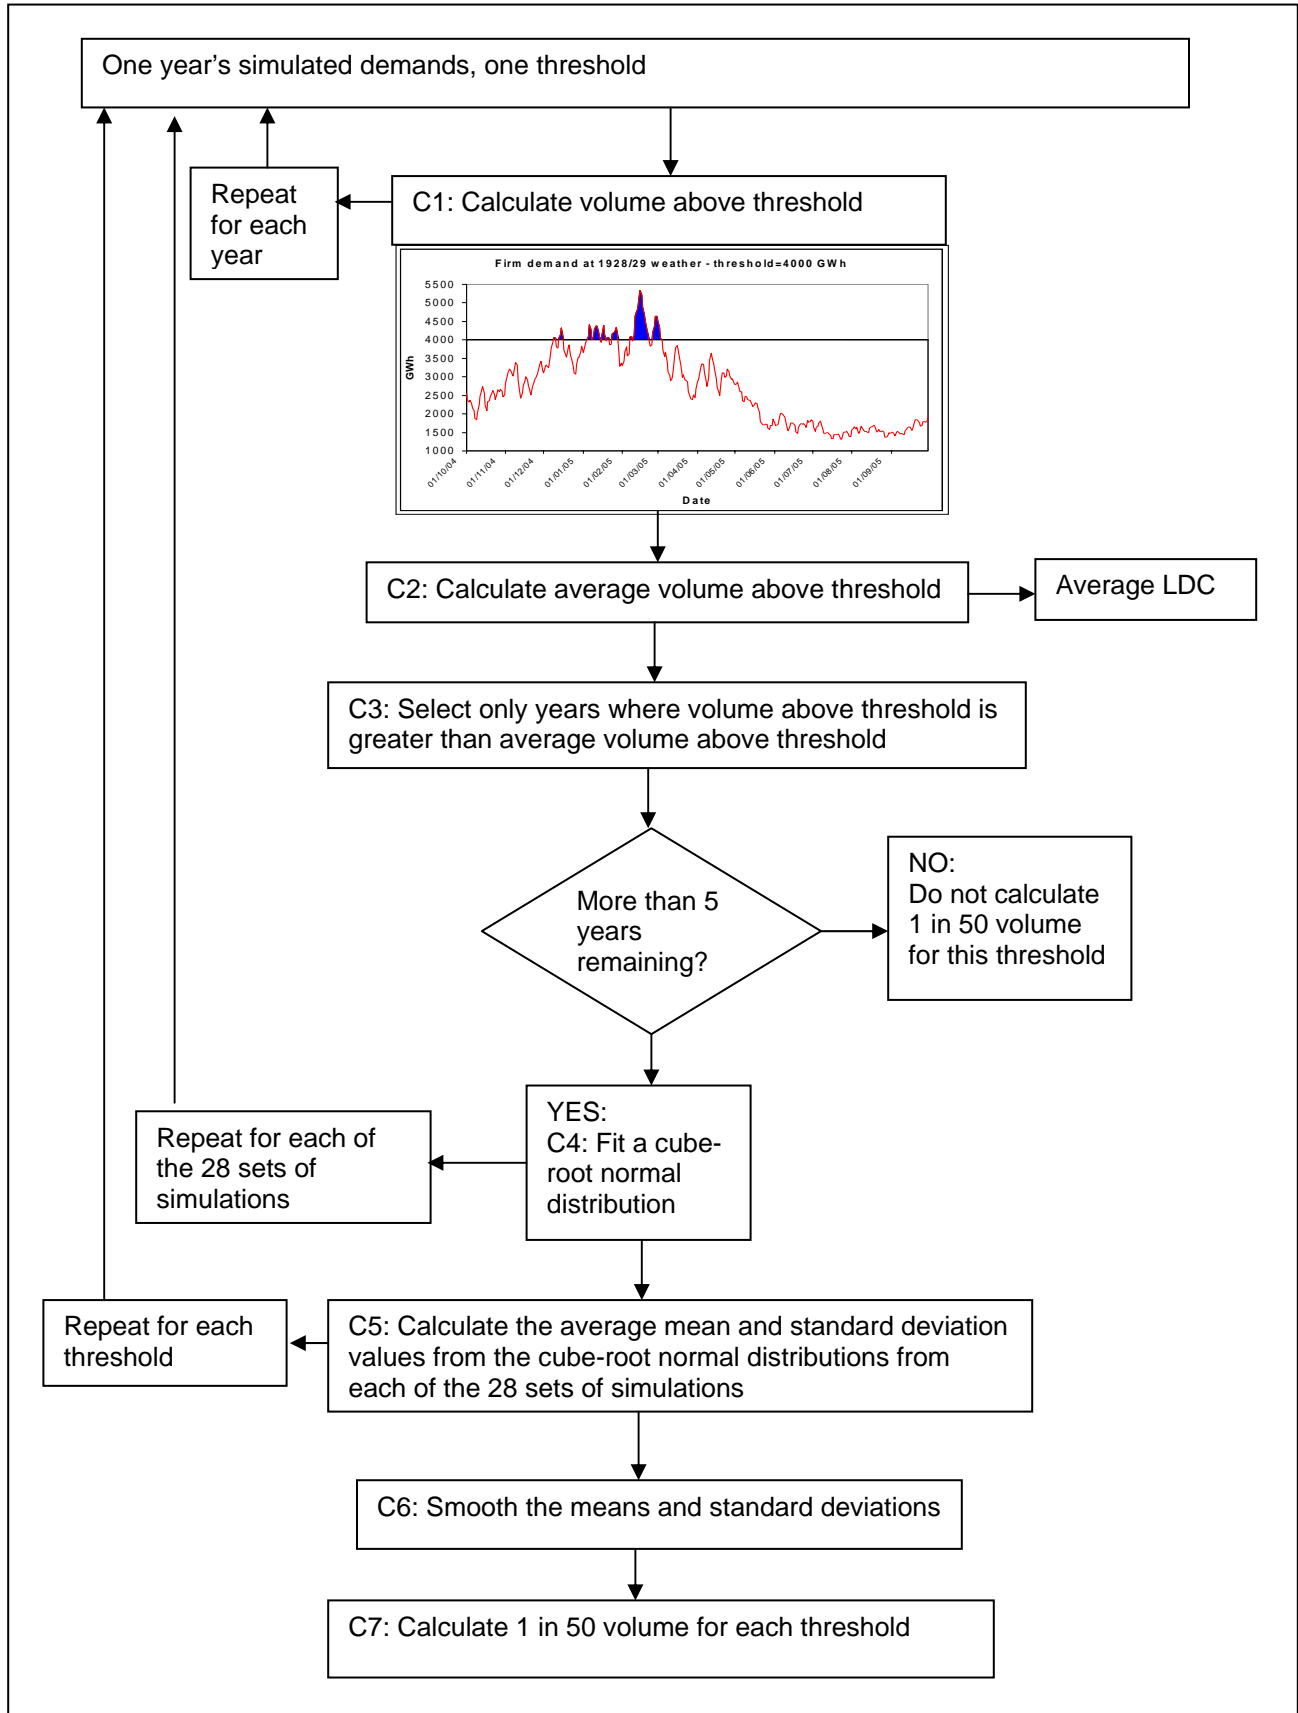 One year's simulated demands, one threshold
Repeat
for each
year
C1: Calculate volume above threshold
Firm demand at 1928/29 weather - threshold=4000 GWh
5500
5000
4500
4000
3500
3000
2500
2000
1500
1000
GWh
01/10/04
01/11/04
01/12/04
01/01/05
01/02/05
01/03/05
01/04/05
01/05/05
01/06/05
01/07/05
01/08/05
01/09/05
Date
C2: Calculate average volume above threshold
Average LDC
C3: Select only years where volume above threshold is
greater than average volume above threshold
More than 5
years
remaining?
NO:
Do not calculate
1 in 50 volume
for this threshold
YES:
C4: Fit a cube-
root normal
distribution
Repeat for each of
the 28 sets of
simulations
Repeat for each
threshold
C5: Calculate the average mean and standard deviation
values from the cube-root normal distributions from
each of the 28 sets of simulations
C6: Smooth the means and standard deviations
C7: Calculate 1 in 50 volume for each threshold